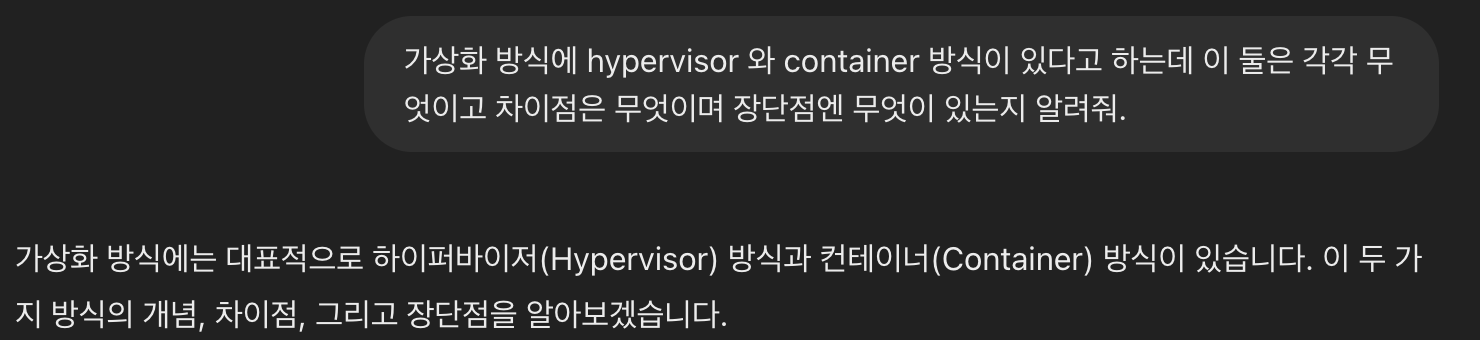 가상화 방식에 hypervisor 와 container 방식이 있다고 하는데 이 둘은 각각 무
엇이고 차이점은 무엇이며 장단점엔 무엇이 있는지 알려줘.
가상화 방식에는 대표적으로 하이퍼바이저(Hypervisor) 방식과 컨테이너(Container) 방식이 있습니다. 이 두 가
지 방식의 개념, 차이점, 그리고 장단점을 알아보겠습니다.